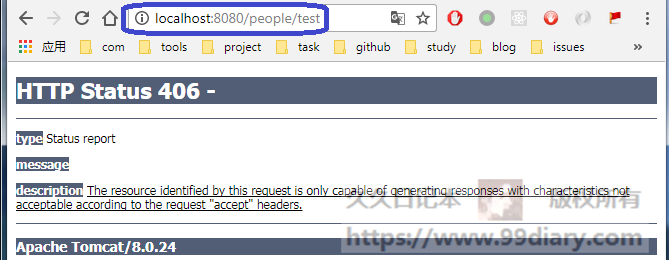 localhost:8080/people/test
应用 com tools project task github study blog issues »
HTTP Status 406 -
type Status report
message
description The resource identified by this request is only capable of generating responses with characteristics not
acceptable according to the request "accept" headers.
久久日记本 版权所有
https://www.99diary.com
Apache Tomcat/8.0.24